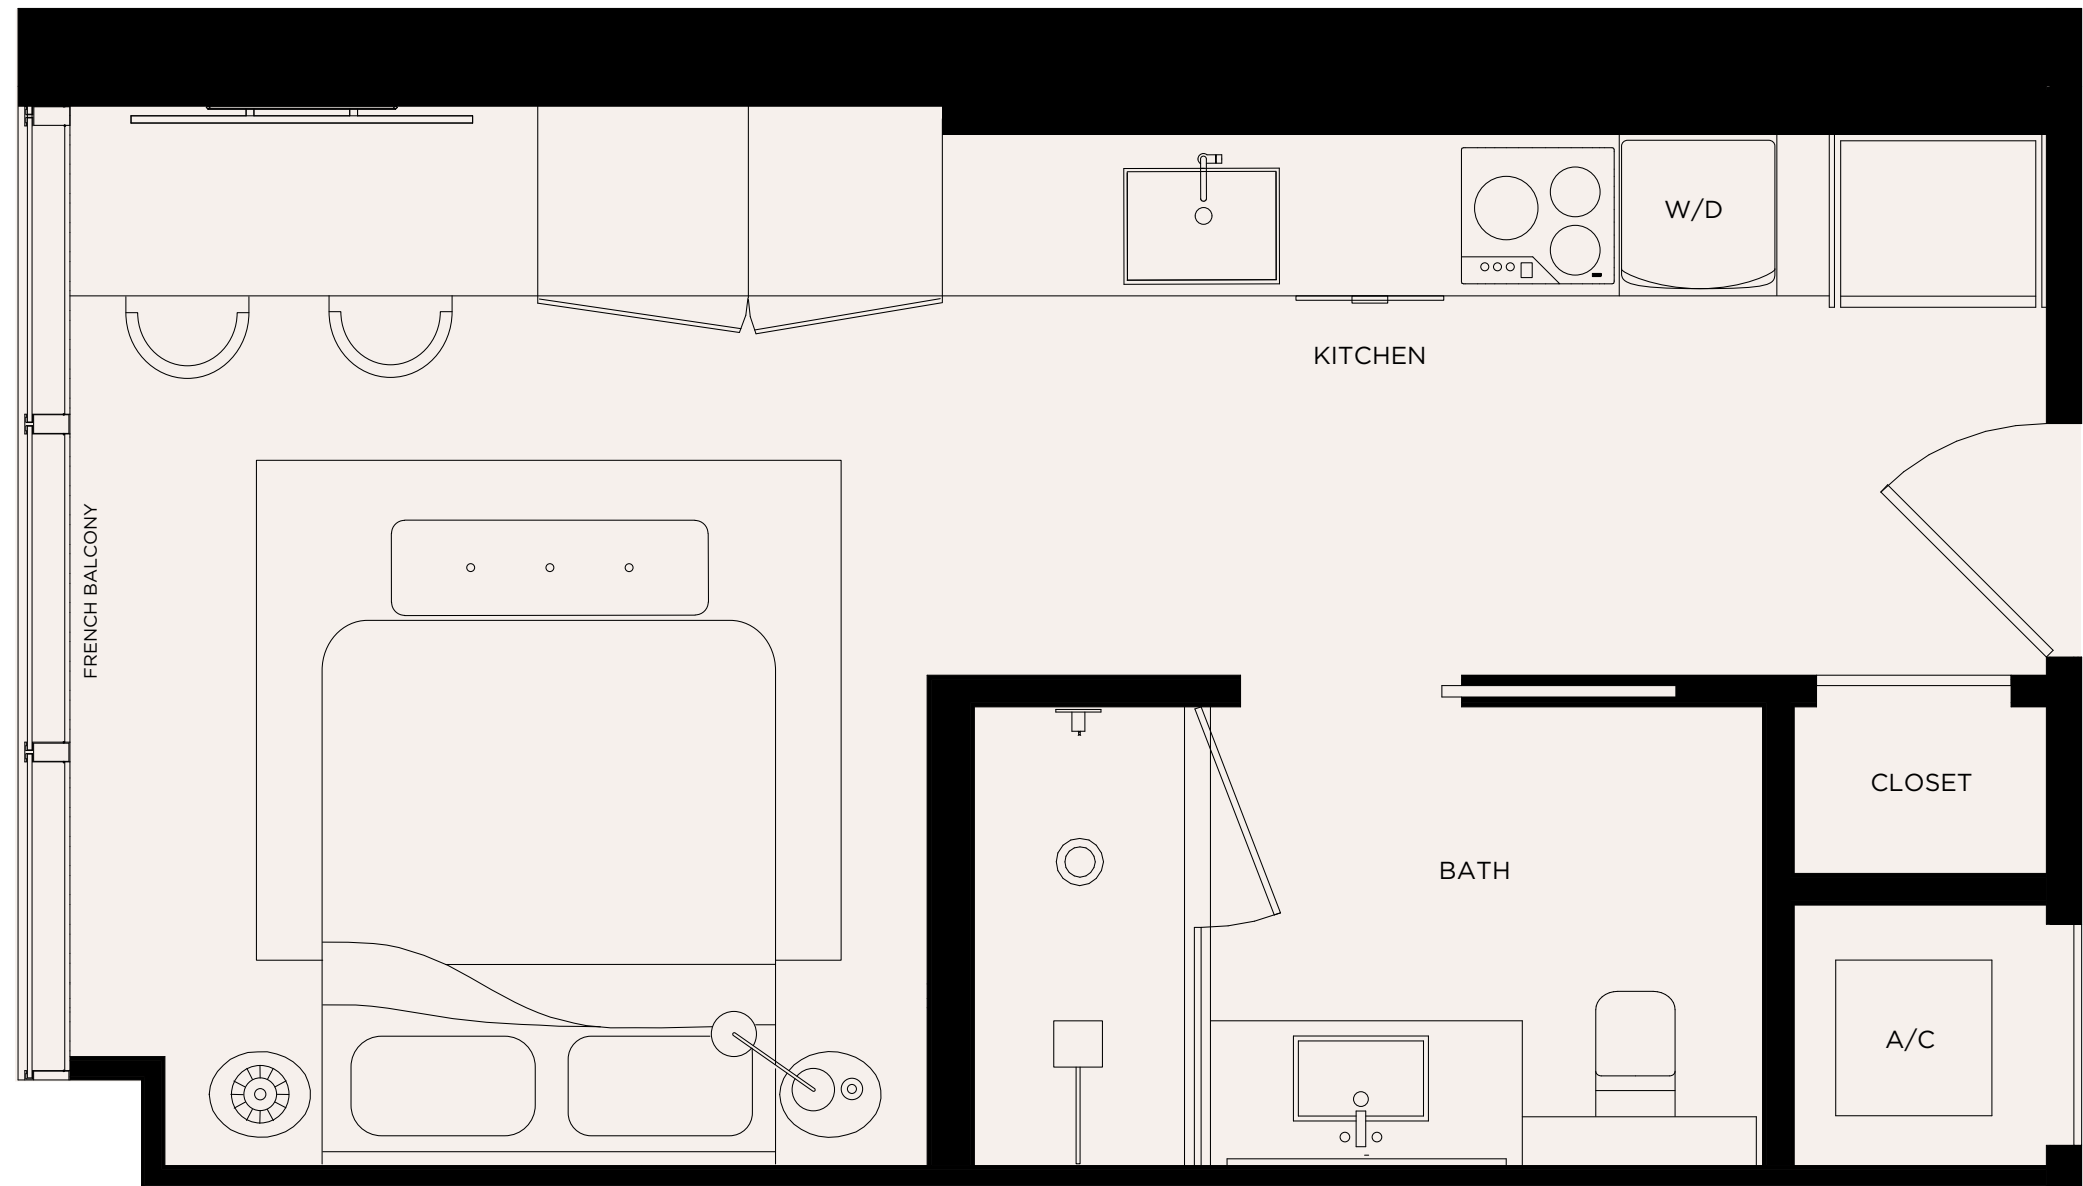 W/D
KITCHEN
FRENCH BALCONY
CLOSET
BATH
A/C